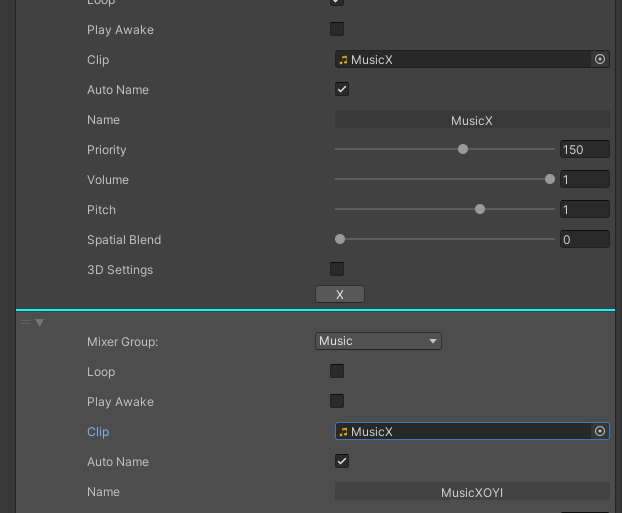 Loop
Play Awake
Clip MusicX
Auto Name
Name MusicX
Priority 150
Volume 1
Pitch 1
Spatial Blend 0
3D Settings
X
Mixer Group: Music
Loop
Play Awake
Clip MusicX
Auto Name
Name MusicXOYI